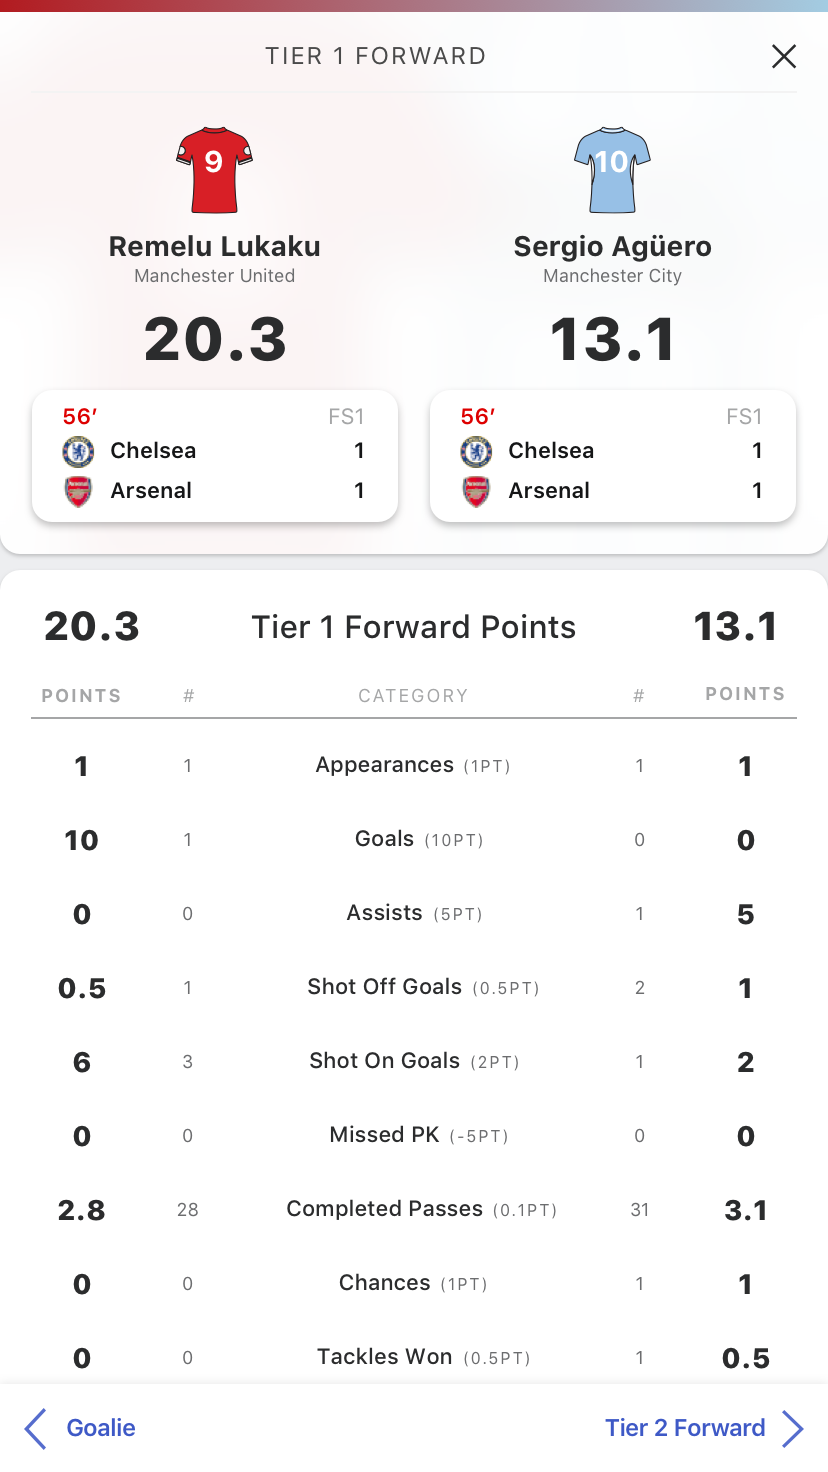 TIER 1 FORWARD
9
10
Remelu Lukaku
Sergio Agüero
Manchester United
Manchester City
20.3
13.1
56′ FS1
Chelsea 1
Arsenal 1
56′ FS1
Chelsea 1
Arsenal 1
20.3 Tier 1 Forward Points 13.1
POINTS # CATEGORY # POINTS
1 1 Appearances (1PT) 1 1
10 1 Goals (10PT) 0 0
0 0 Assists (5PT) 1 5
0.5 1 Shot Off Goals (0.5PT) 2 1
6 3 Shot On Goals (2PT) 1 2
0 0 Missed PK (-5PT) 0 0
2.8 28 Completed Passes (0.1PT) 31 3.1
0 0 Chances (1PT) 1 1
0 0 Tackles Won (0.5PT) 1 0.5
Goalie Tier 2 Forward